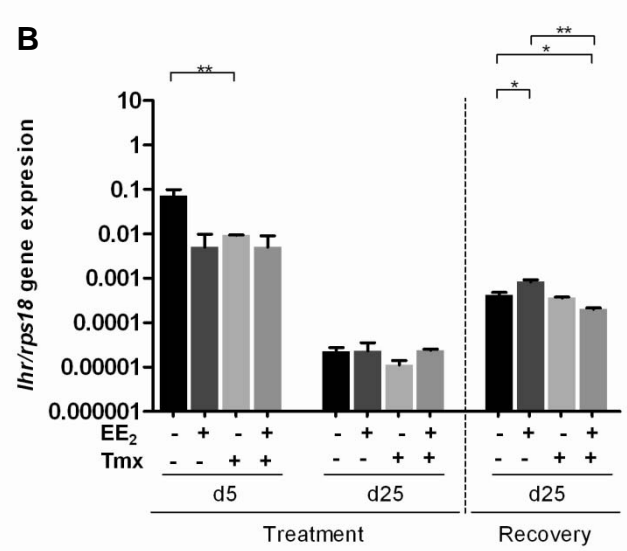 B
**
*
**
*
10
1
0.1
0.01
0.001
0.0001
0.00001
0.000001
lhr/rps18 gene expresion
EE2 - + - + - + - + - + - +
Tmx - - + + - - + + - - + +
d5 d25 d25
Treatment Recovery